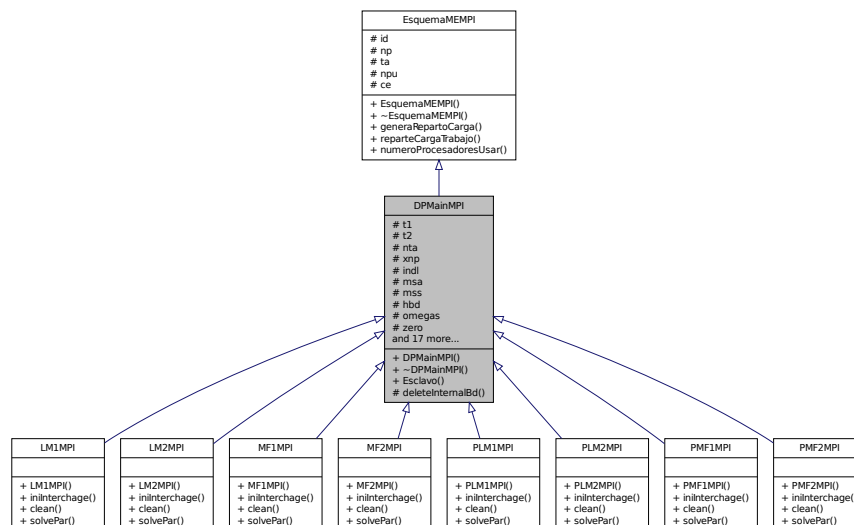 EsquemaMEMPI
# id
# np
# ta
# npu
# ce
+ EsquemaMEMPI()
+ ~EsquemaMEMPI()
+ generaRepartoCarga()
+ reparteCargaTrabajo()
+ numeroProcesadoresUsar()
DPMainMPI
# t1
# t2
# nta
# xnp
# indl
# msa
# mss
# hbd
# omegas
# zero
and 17 more...
+ DPMainMPI()
+ ~DPMainMPI()
+ Esclavo()
# deleteInternalBd()
LM1MPI
+ LM1MPI()
+ iniInterchage()
+ clean()
+ solvePar()
LM2MPI
+ LM2MPI()
+ iniInterchage()
+ clean()
+ solvePar()
MF1MPI
+ MF1MPI()
+ iniInterchage()
+ clean()
+ solvePar()
MF2MPI
+ MF2MPI()
+ iniInterchage()
+ clean()
+ solvePar()
PLM1MPI
+ PLM1MPI()
+ iniInterchage()
+ clean()
+ solvePar()
PLM2MPI
+ PLM2MPI()
+ iniInterchage()
+ clean()
+ solvePar()
PMF1MPI
+ PMF1MPI()
+ iniInterchage()
+ clean()
+ solvePar()
PMF2MPI
+ PMF2MPI()
+ iniInterchage()
+ clean()
+ solvePar()